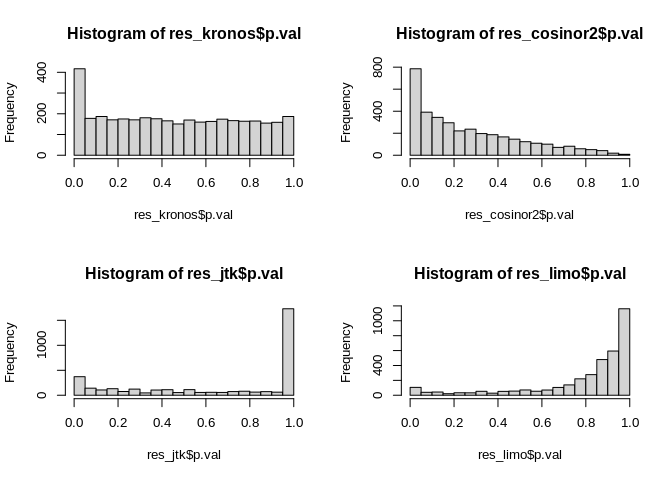 Histogram of res_kronos$p.val
Frequency
0 200 400
0.0 0.2 0.4 0.6 0.8 1.0
res_kronos$p.val
Histogram of res_cosinor2$p.val
Frequency
0 400 800
0.0 0.2 0.4 0.6 0.8 1.0
res_cosinor2$p.val
Histogram of res_jtk$p.val
Frequency
0 1000
0.0 0.2 0.4 0.6 0.8 1.0
res_jtk$p.val
Histogram of res_limo$p.val
Frequency
0 400 1000
0.0 0.2 0.4 0.6 0.8 1.0
res_limo$p.val